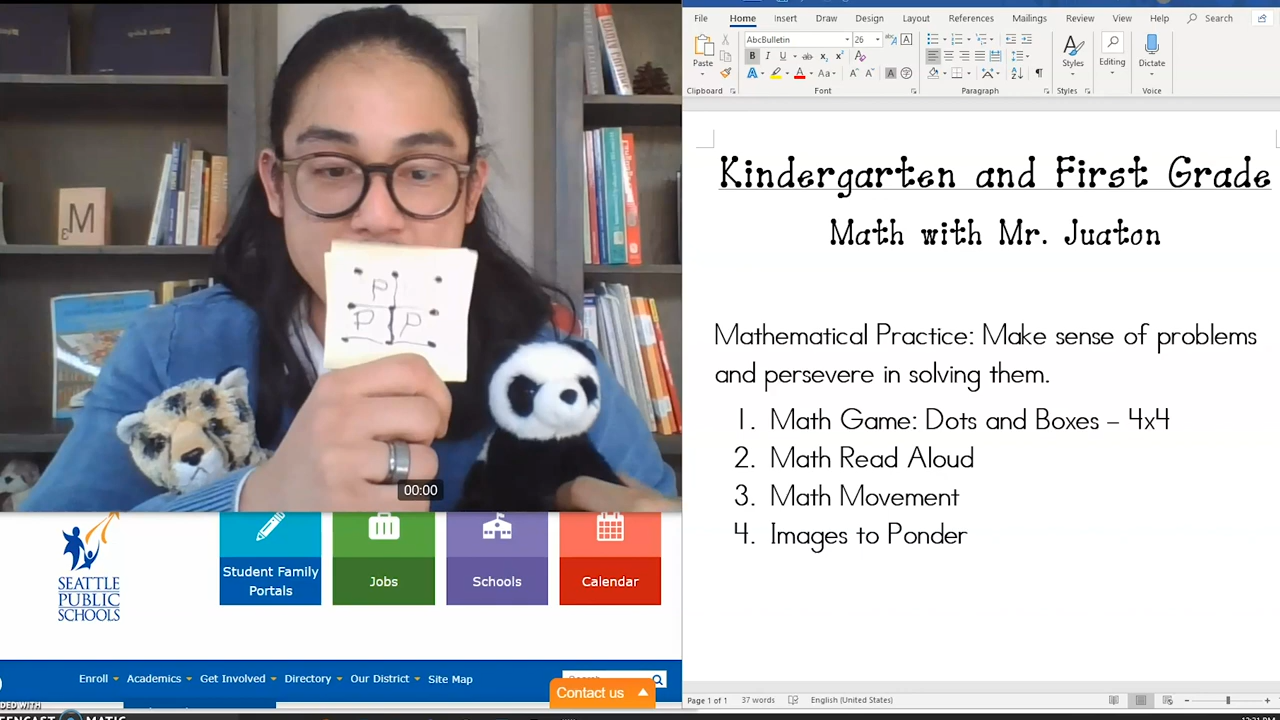 File Home Insert Draw Design Layout References Mailings Review View Help Search
AbcBulletin 26
Paste
Clipboard Font Paragraph Styles Voice
Styles Editing Dictate
Kindergarten and First Grade
Math with Mr. Juaton
Mathematical Practice: Make sense of problems
and persevere in solving them.
1. Math Game: Dots and Boxes – 4x4
2. Math Read Aloud
3. Math Movement
4. Images to Ponder
Page 1 of 1 37 words English (United States)
M
P
P P
00:00
SEATTLE
PUBLIC
SCHOOLS
Student Family
Portals
Jobs
Schools
Calendar
Enroll Academics Get Involved Directory Our District Site Map
Contact us